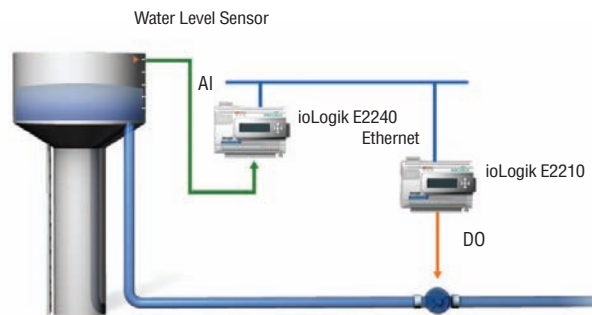 Water Level Sensor
AI
ioLogik E2240
Ethernet
ioLogik E2210
DO